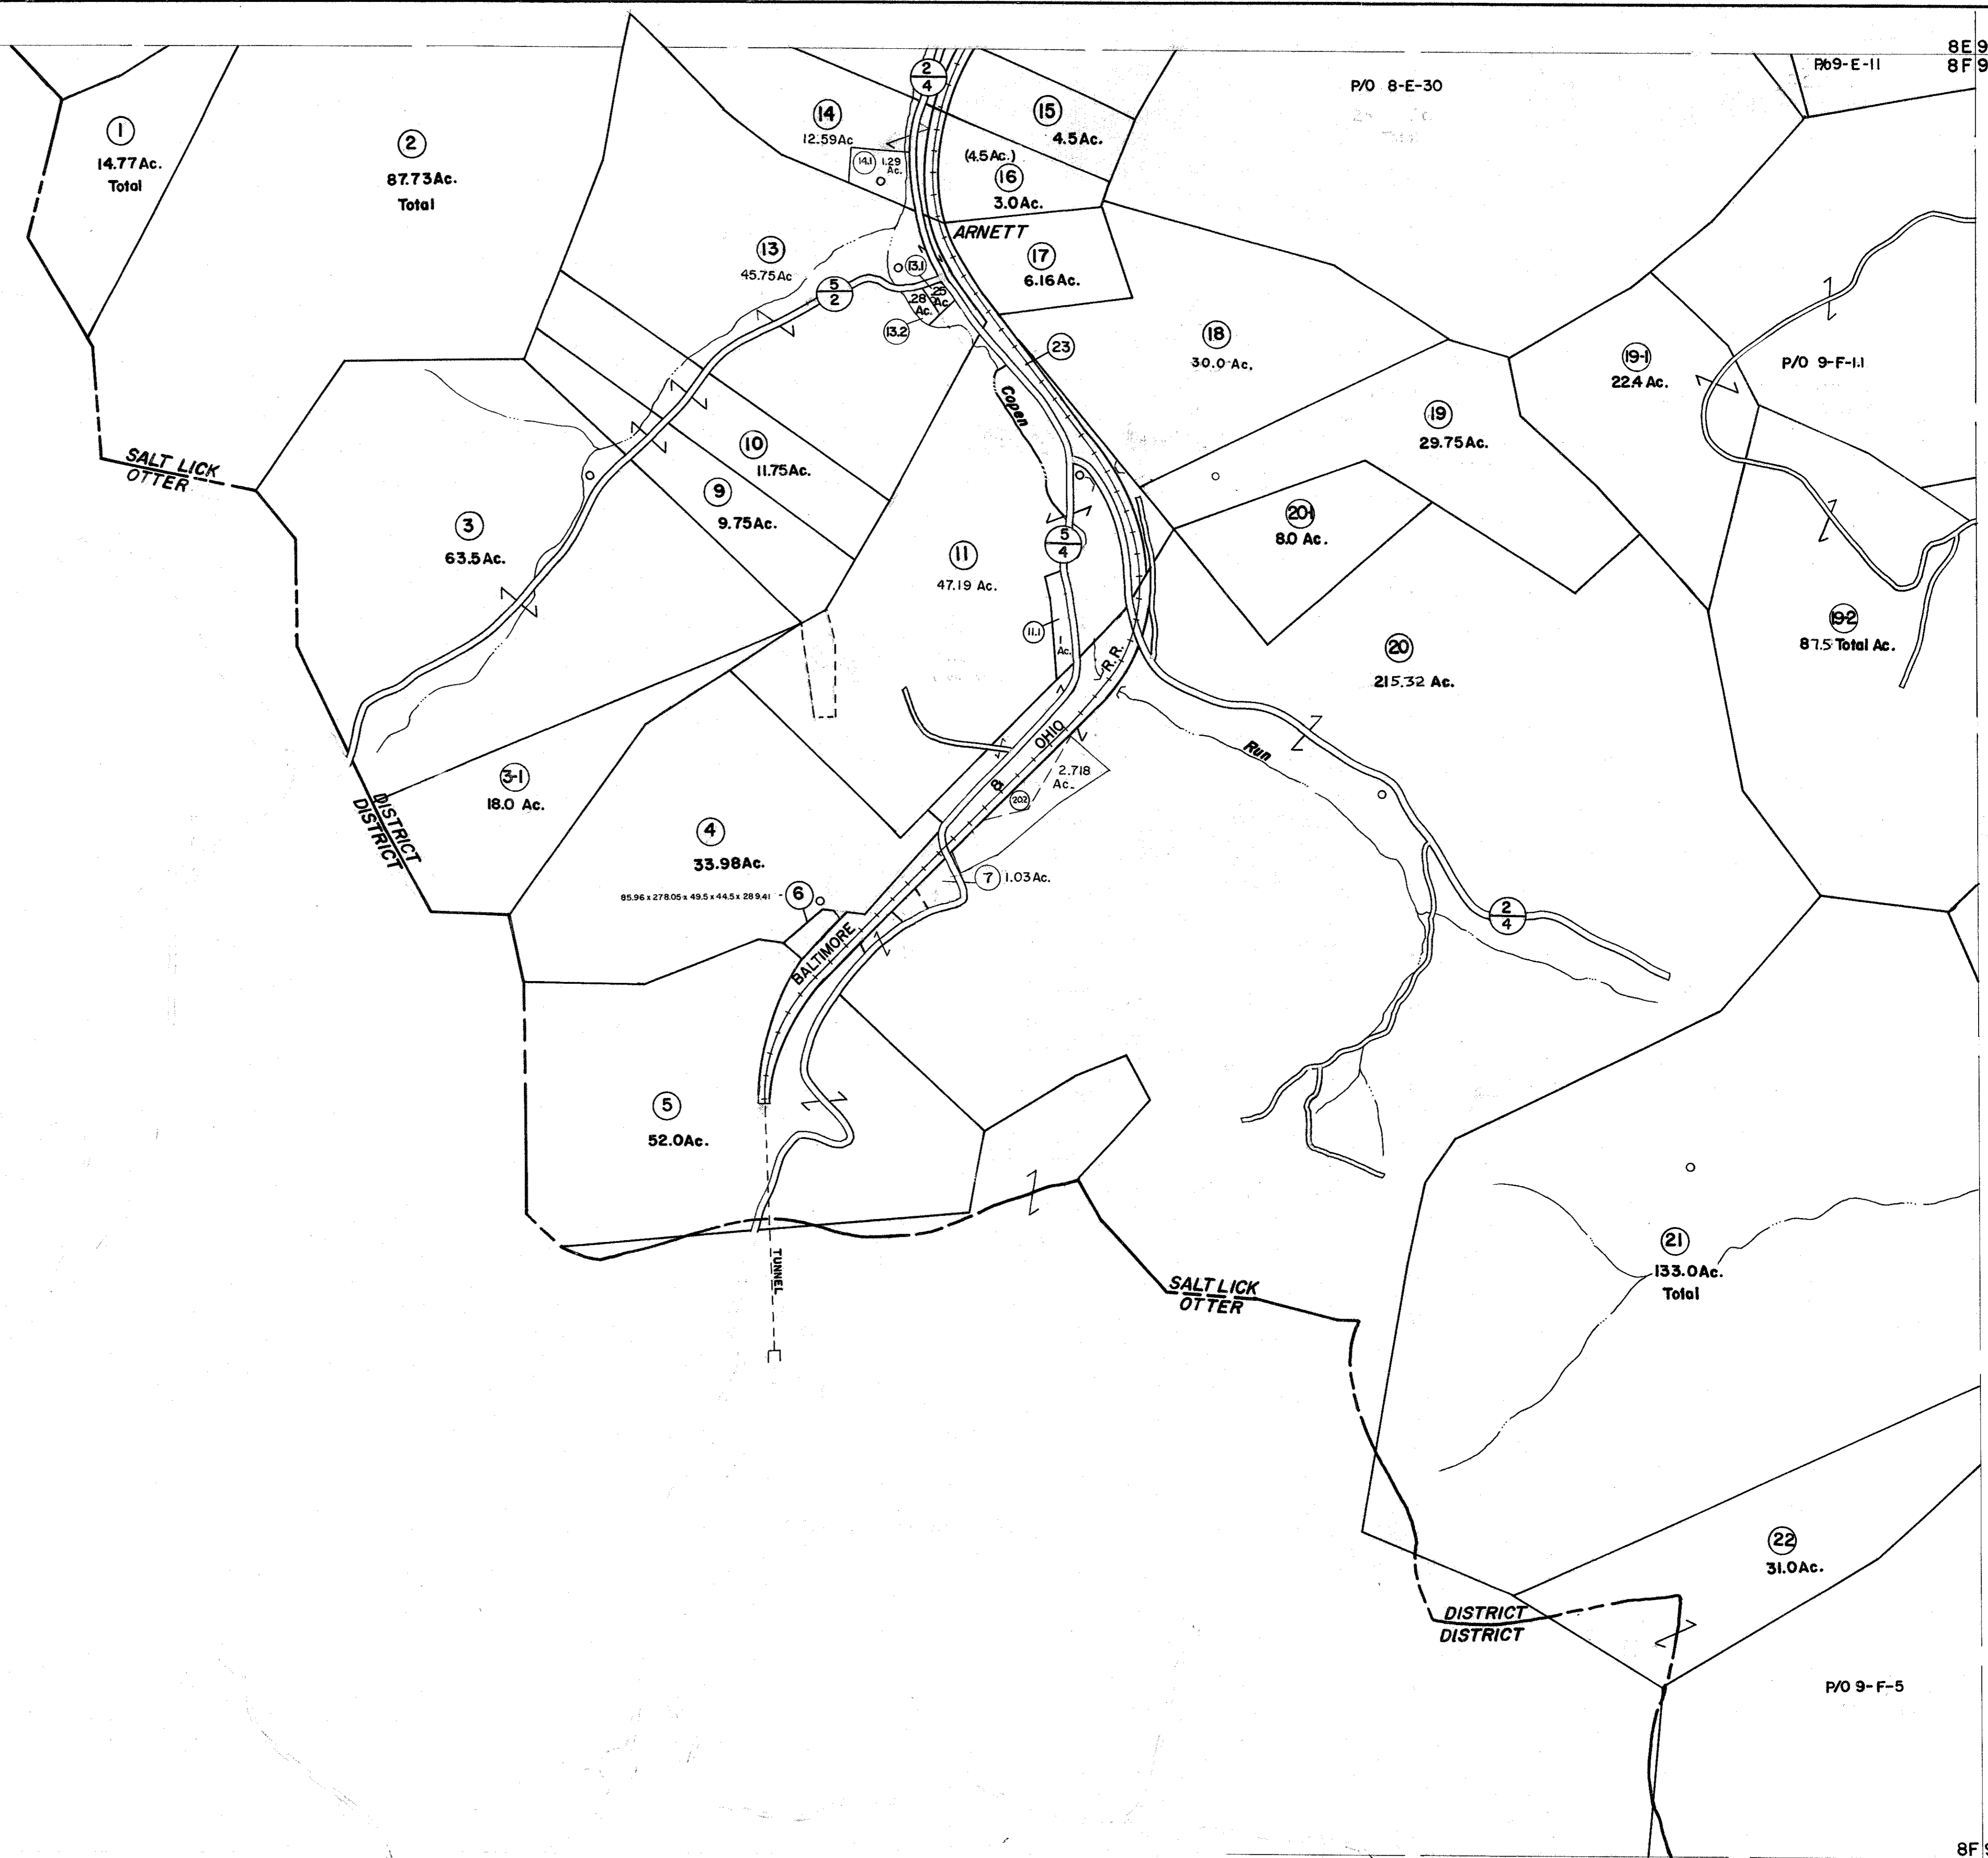 8E 9
8F 9
P/O 9-E-11
P/O 8-E-30
2
4
1
14.77 Ac.
Total
2
87.73 Ac.
Total
14
12.59 Ac
14.1 1.29
Ac.
15
4.5 Ac.
(4.5 Ac.)
16
3.0 Ac.
ARNETT
13
45.75 Ac
13.1
17
6.16 Ac.
5
2
.25
Ac
.28
Ac.
13.2
23
18
30.0 Ac.
19-1
22.4 Ac.
P/O 9-F-1.1
Copen
19
29.75 Ac.
10
11.75 Ac.
SALT LICK
OTTER
9
9.75 Ac.
3
63.5 Ac.
20-1
8.0 Ac.
5
4
11
47.19 Ac.
11.1
1
Ac.
19-2
87.5 Total Ac.
20
215.32 Ac.
R.R.
OHIO
&
BALTIMORE
Run
2.718
Ac.
20.2
3-1
18.0 Ac.
DISTRICT
DISTRICT
4
33.98 Ac.
7 1.03 Ac.
85.96 x 278.05 x 49.5 x 44.5 x 289.41 - 6
2
4
5
52.0 Ac.
TUNNEL
21
133.0 Ac.
Total
SALT LICK
OTTER
22
31.0 Ac.
DISTRICT
DISTRICT
P/O 9-F-5
8F